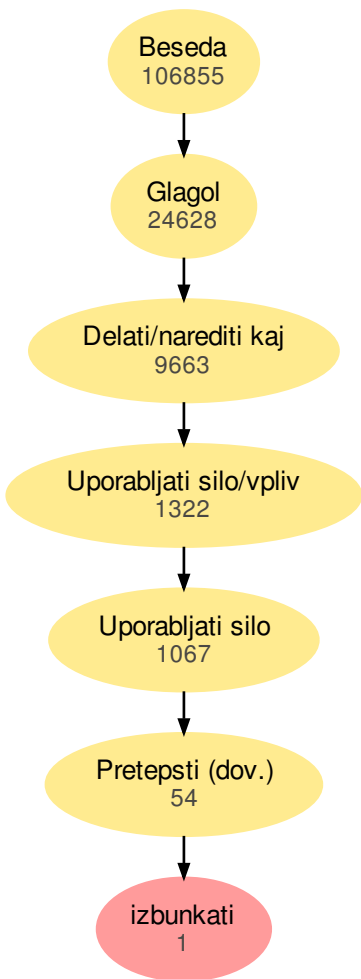 Beseda
106855
Glagol
24628
Delati/narediti kaj
9663
Uporabljati silo/vpliv
1322
Uporabljati silo
1067
Pretepsti (dov.)
54
izbunkati
1